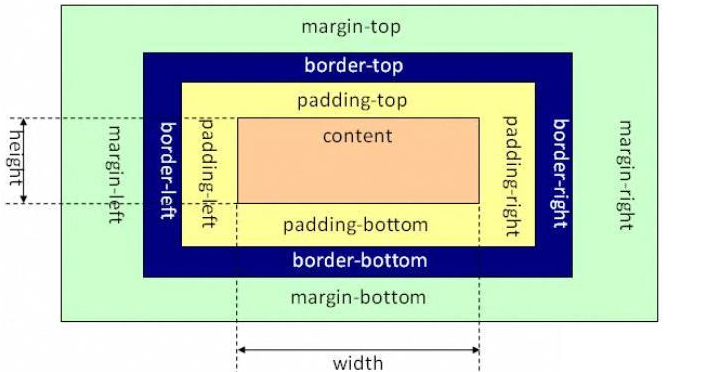 margin-top
border-top
padding-top
content
height
margin-left
border-left
padding-left
padding-right
border-right
margin-right
padding-bottom
border-bottom
margin-bottom
width